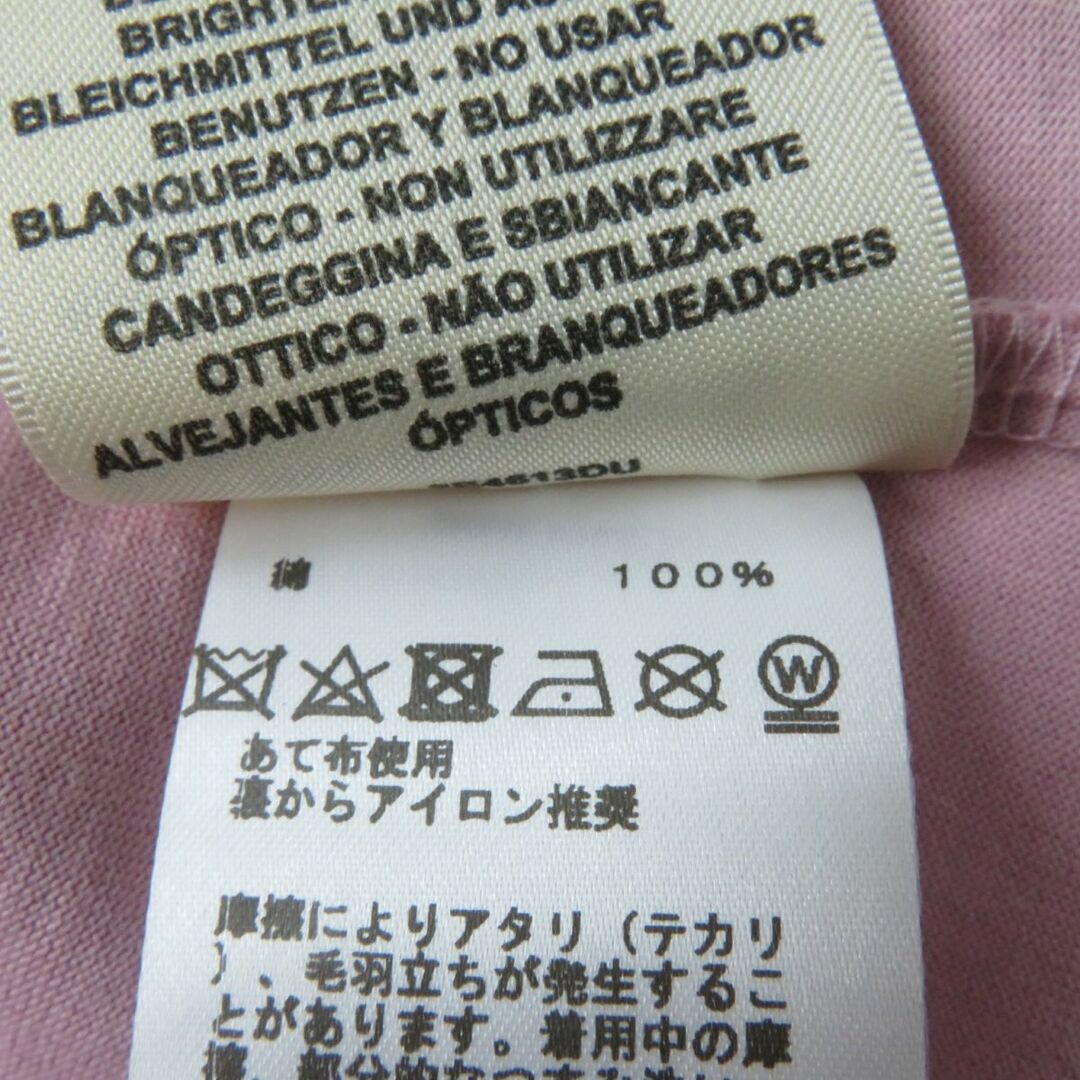 BRIGHTE
BLEICHMITTEL UND
BENUTZEN - NO USAR
BLANQUEADOR Y BLANQUEADOR
ÓPTICO - NON UTILIZZARE
CANDEGGINA E SBIANCANTE
OTTICO - NÃO UTILIZAR
ALVEJANTES E BRANQUEADORES
ÓPTICOS
綿 100%
W
あて布使用
裏からアイロン推奨
摩擦によりアタリ（テカリ
）、毛羽立ちが発生するこ
とがあります。着用中の摩